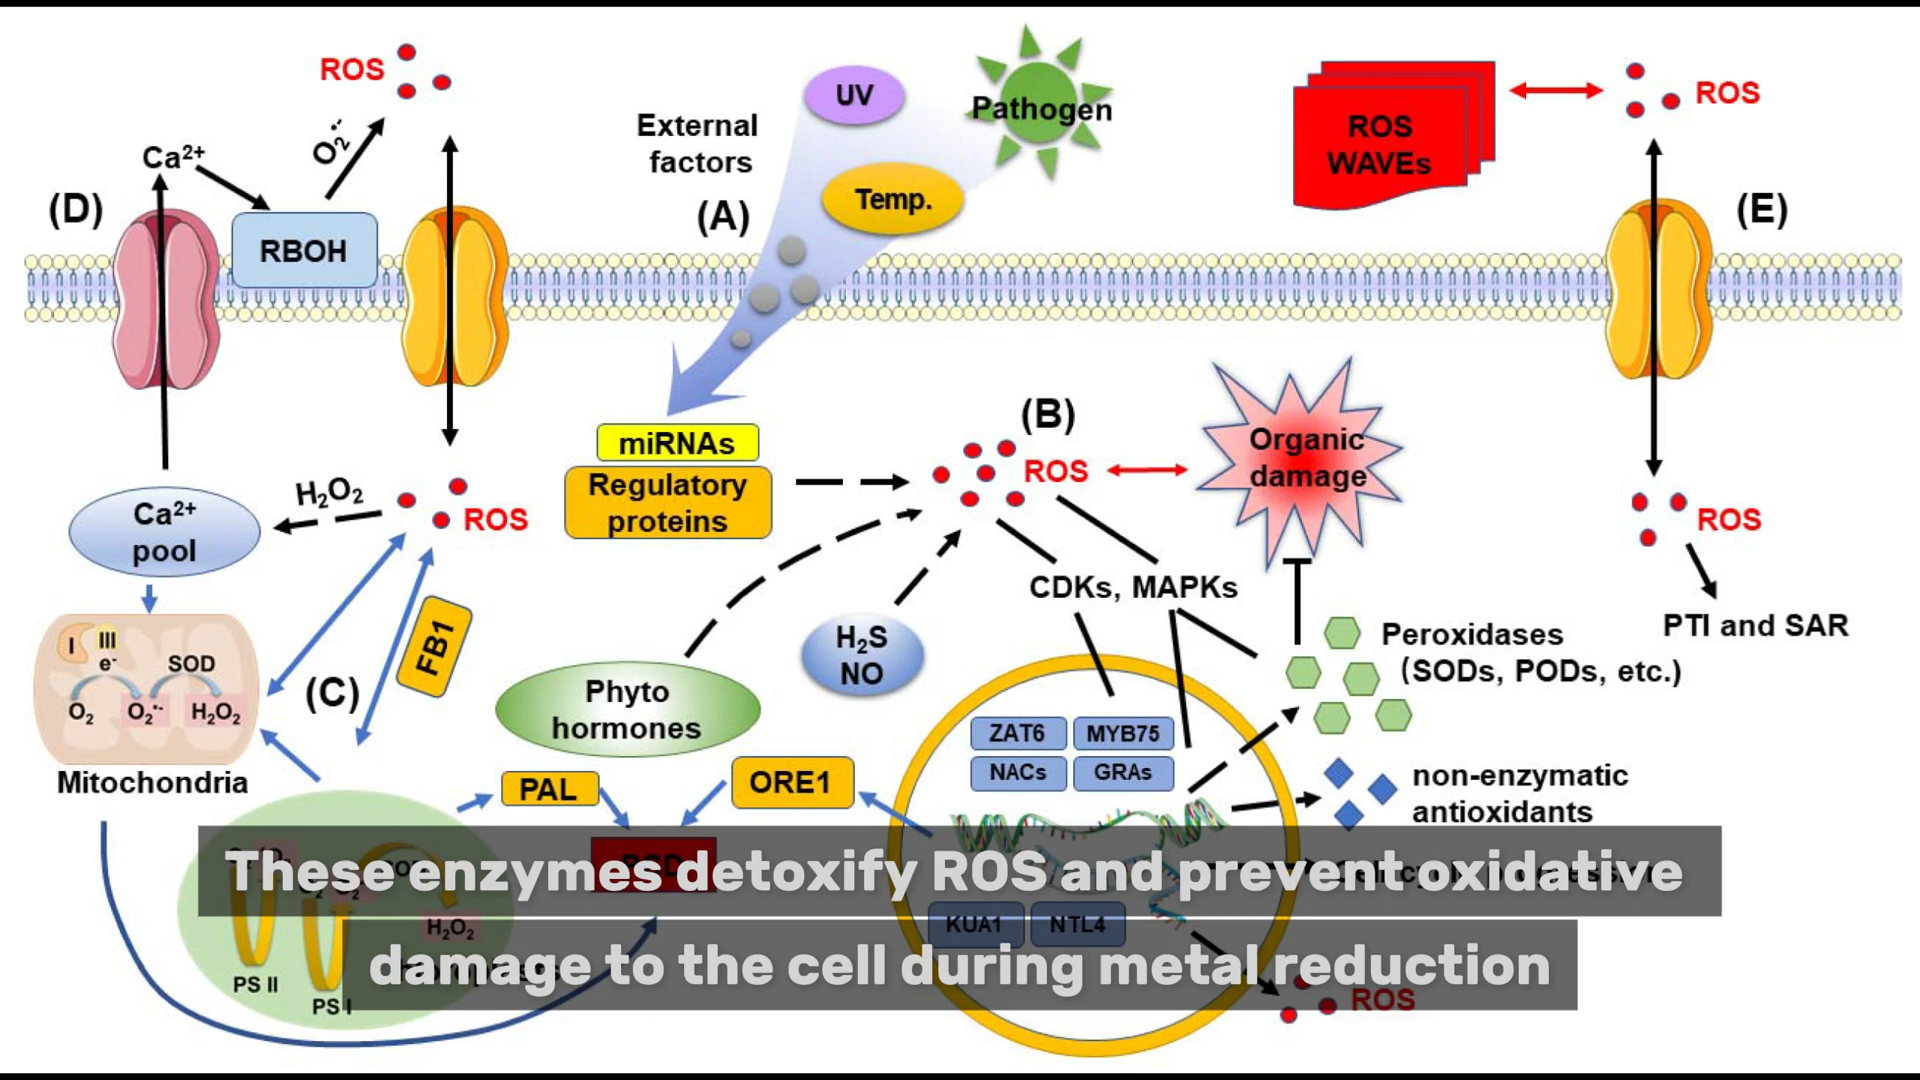 ROS
Ca²⁺
O₂•-
(D)
RBOH
External
factors
(A)
UV
Pathogen
Temp.
ROS
WAVEs
ROS
(E)
miRNAs
Regulatory
proteins
(B)
ROS
Organic
damage
H₂O₂
ROS
Ca²⁺
pool
ROS
PTI and SAR
CDKs, MAPKs
H₂S
NO
Peroxidases
(SODs, PODs, etc.)
FB1
I
III
e⁻
SOD
O₂
O₂•-
H₂O₂
(C)
Mitochondria
Phyto
hormones
ZAT6
MYB75
NACs
GRAs
PAL
ORE1
non-enzymatic
antioxidants
These enzymes detoxify ROS and prevent oxidative
damage to the cell during metal reduction
KUA1
NTL4
H₂O₂
PS II
PS I
ROS